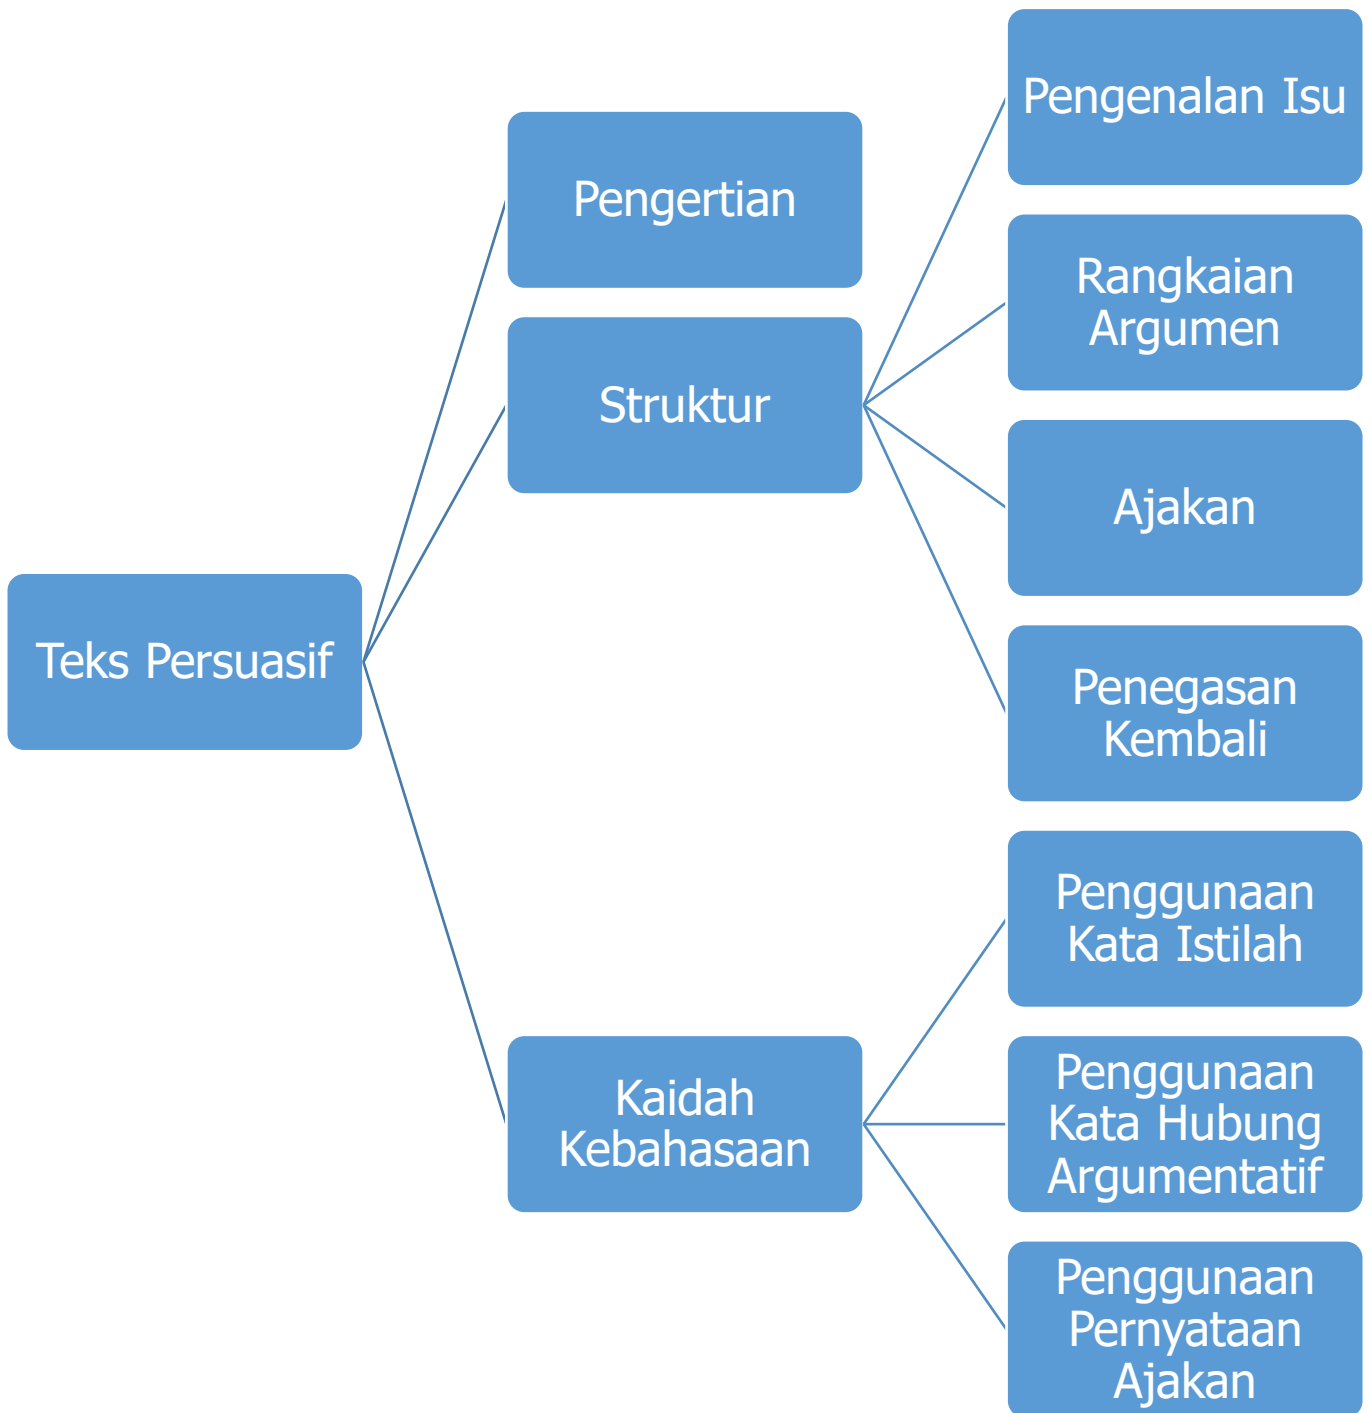 Teks Persuasif
Pengertian
Struktur
Pengenalan Isu
Rangkaian
Argumen
Ajakan
Penegasan
Kembali
Kaidah
Kebahasaan
Penggunaan
Kata Istilah
Penggunaan
Kata Hubung
Argumentatif
Penggunaan
Pernyataan
Ajakan